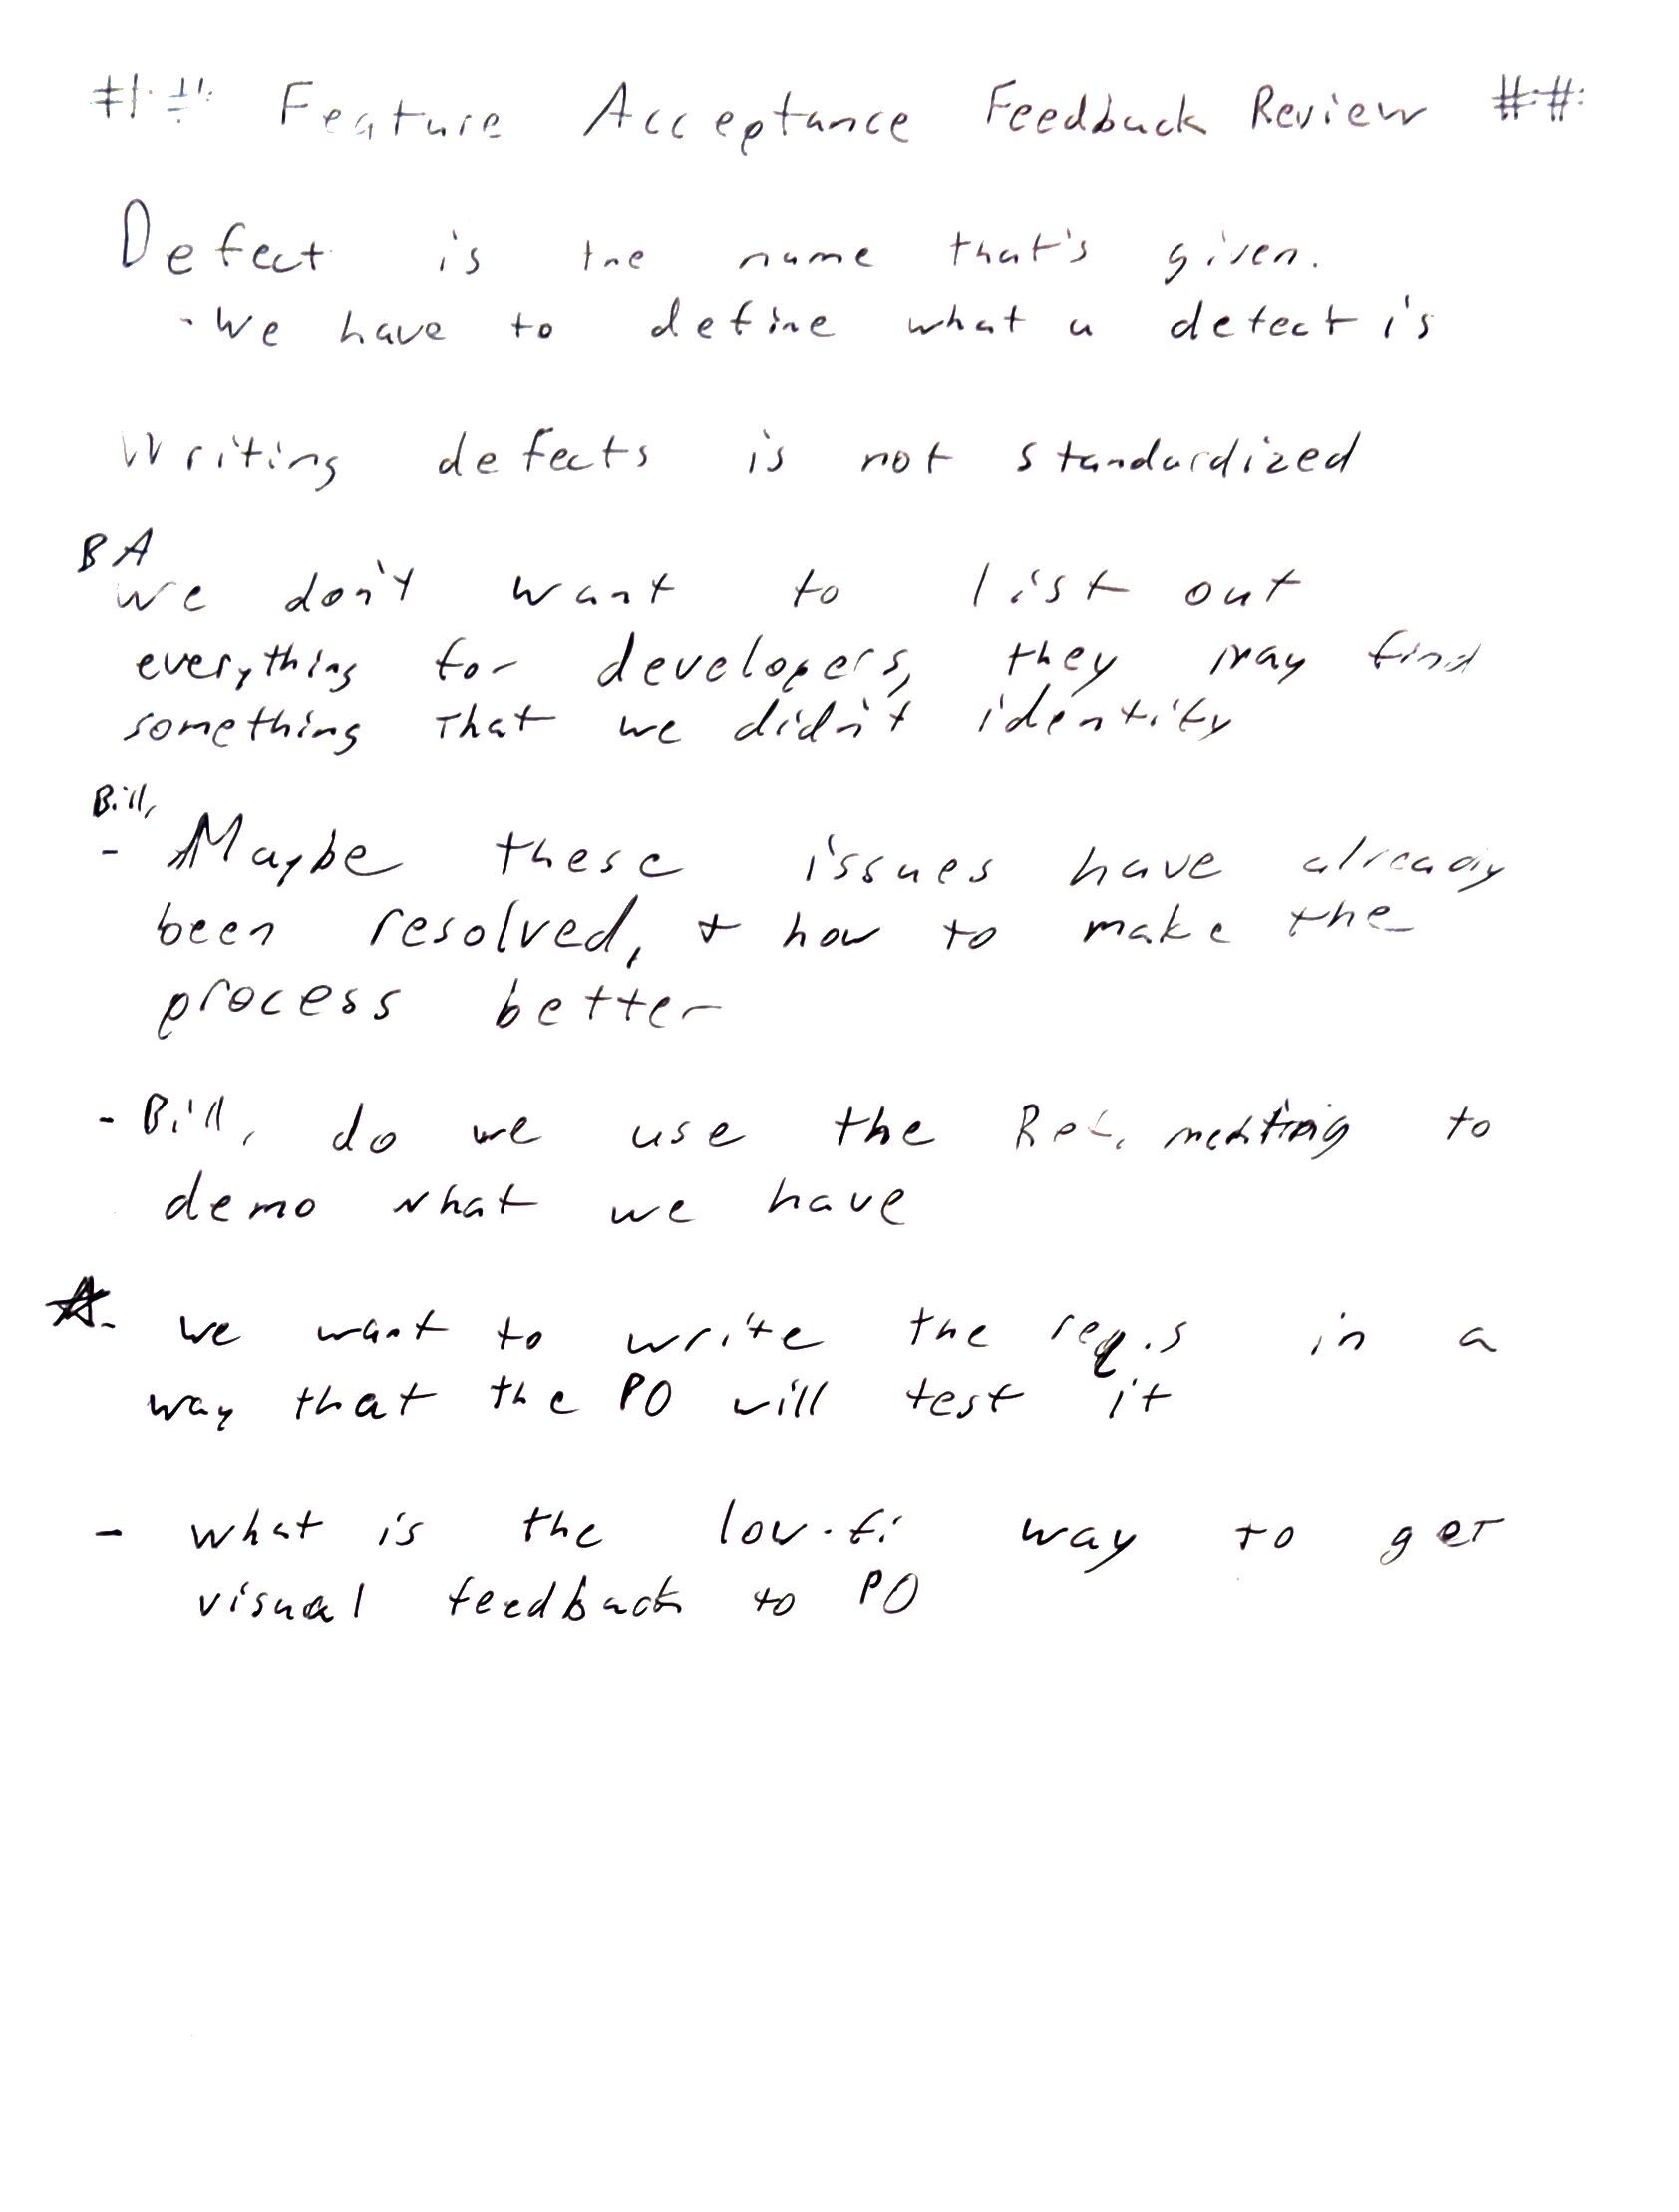 ## Feature Acceptance Feedback Review ##
Defect is the name that's given.
- We have to define what a defect is
Writing defects is not standardized
BA
we don't want to list out
everything for developers, they may find
something that we didn't identify
Bill,
- Maybe these issues have already
been resolved, + how to make the
process better
- Bill, do we use the Ref. meeting to
demo what we have
☆- we want to write the req.s in a
way that the PO will test it
- what is the low-fi way to get
visual feedback to PO